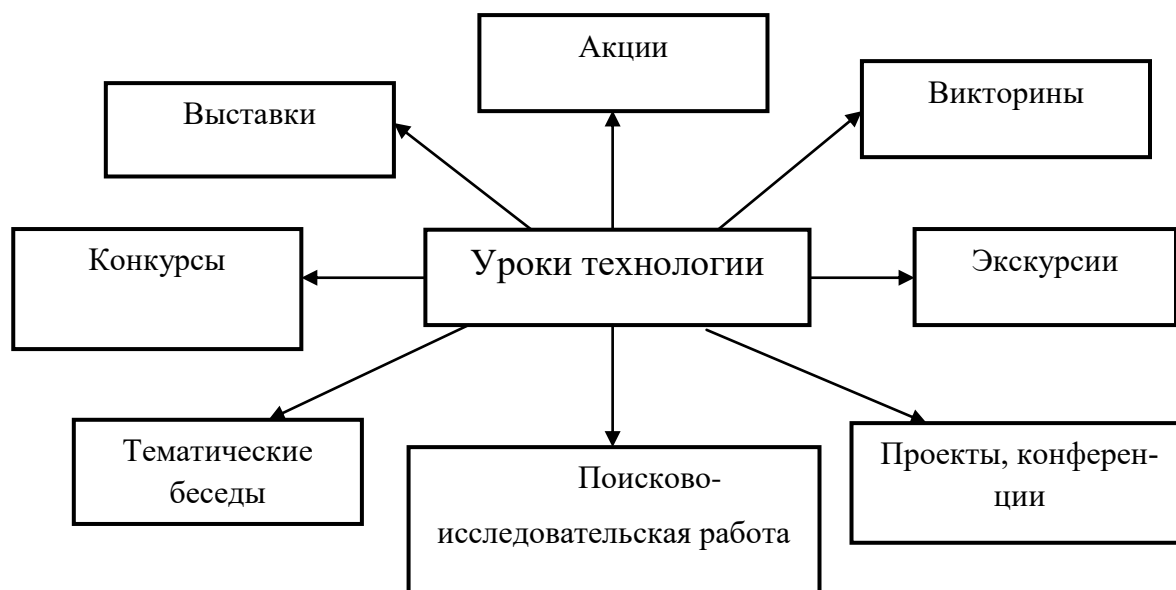 Акции
Выставки
Викторины
Конкурсы
Уроки технологии
Экскурсии
Тематические
беседы
Поисково-
исследовательская работа
Проекты, конферен-
ции